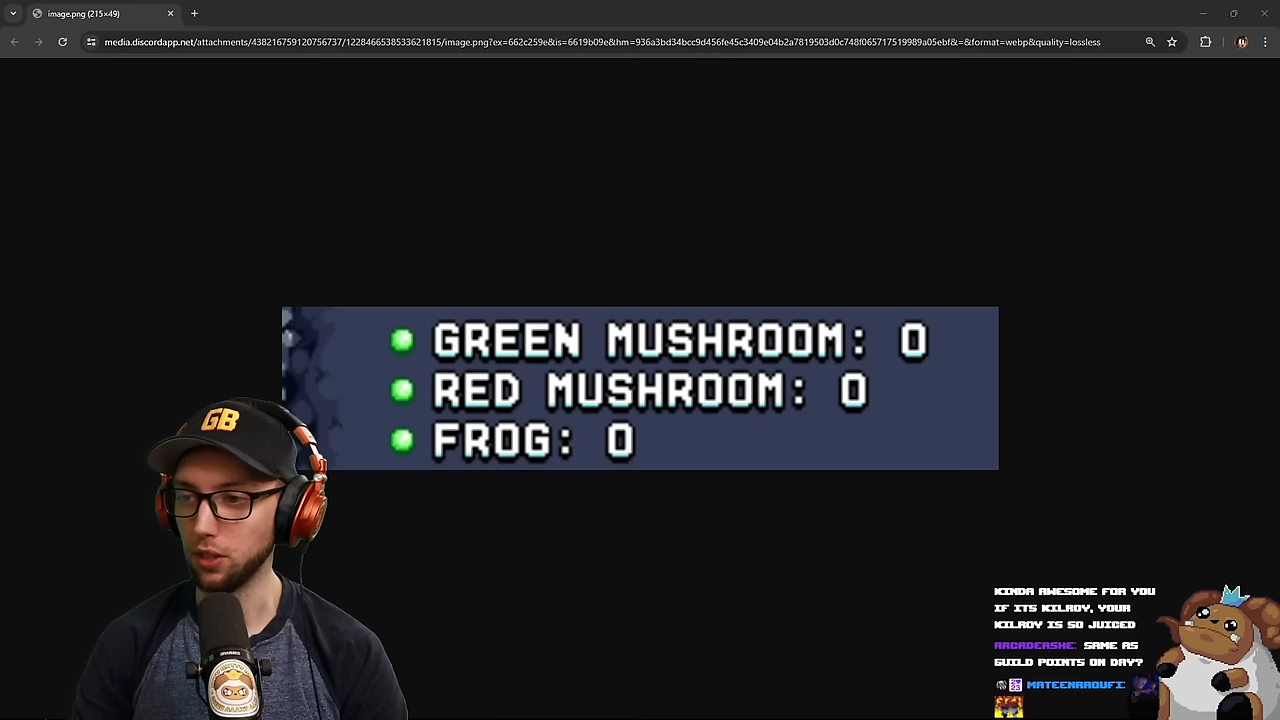 image.png (215×49)
media.discordapp.net/attachments/438216759120756737/1228466538533621815/image.png?ex=662c259e&is=6619b09e&hm=936a3bd34bcc9d456fe45c3409e04b2a7819503d0c748f065717519989a05ebf&=&format=webp&quality=lossless
GREEN MUSHROOM: 0
RED MUSHROOM: 0
FROG: 0
GB
KINDA AWESOME FOR YOU
IF ITS KILROY, YOUR
KILROY IS SO JUICED
ARCADEASHE: SAME AS
GUILD POINTS ON DAY?
MATEENRAOUFI: